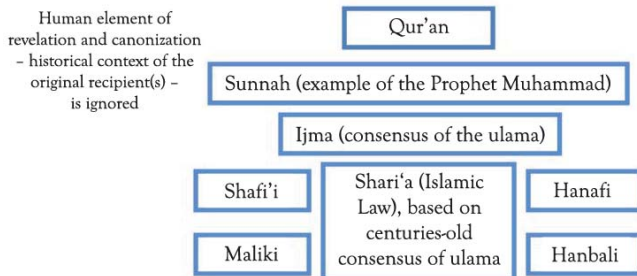 Human element of
revelation and canonization
– historical context of the
original recipient(s) –
is ignored
Qur'an
Sunnah (example of the Prophet Muhammad)
Ijma (consensus of the ulama)
Shafi'i
Maliki
Shari‘a (Islamic
Law), based on
centuries-old
consensus of ulama
Hanafi
Hanbali